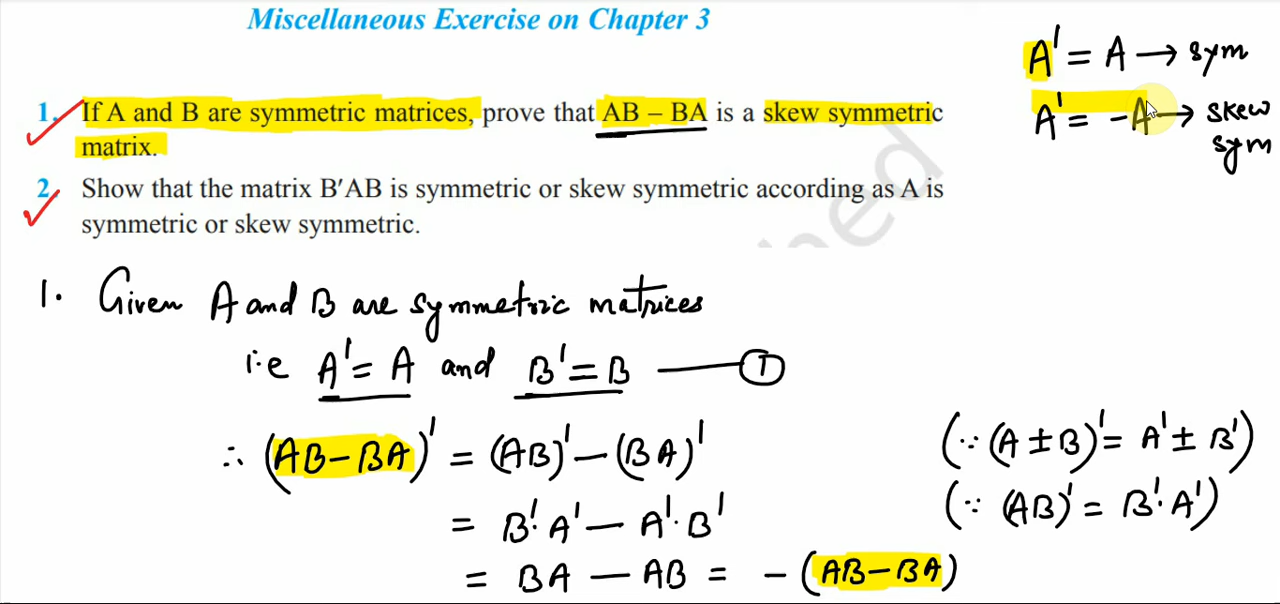 Miscellaneous Exercise on Chapter 3
A' = A → sym
A' = -A → skew sym
1. If A and B are symmetric matrices, prove that AB – BA is a skew symmetric
matrix.
2. Show that the matrix B′AB is symmetric or skew symmetric according as A is
symmetric or skew symmetric.
1. Given A and B are symmetric matrices
i.e A' = A and B' = B —— ①
∴ (AB-BA)' = (AB)' - (BA)' (∵ (A ± B)' = A' ± B')
= B'. A' - A'. B' (∵ (AB)' = B'. A')
= BA - AB = - (AB-BA)